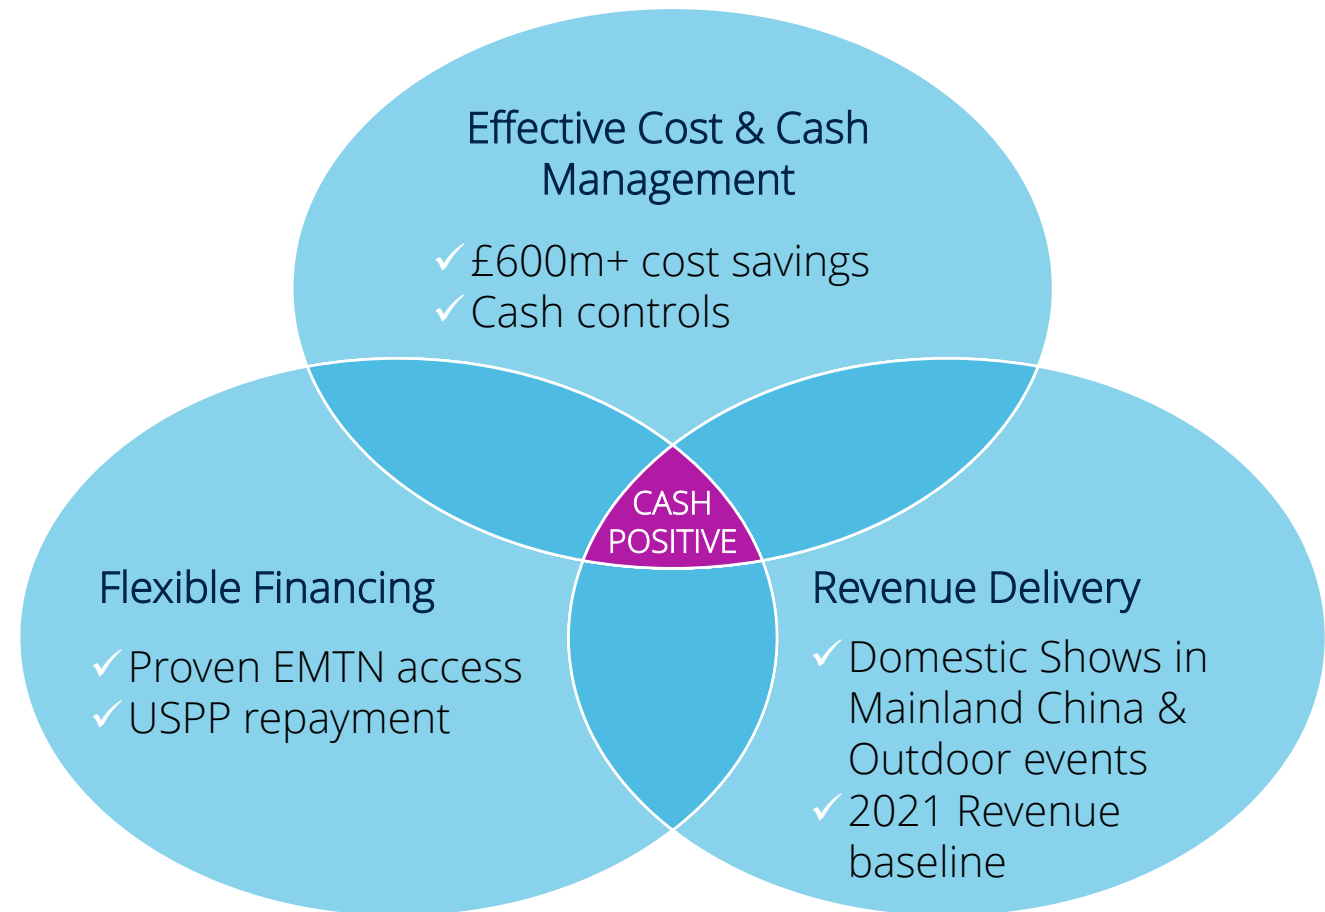 Effective Cost & Cash
Management
✓ £600m+ cost savings
✓ Cash controls
CASH
POSITIVE
Flexible Financing
✓ Proven EMTN access
✓ USPP repayment
Revenue Delivery
✓ Domestic Shows in
Mainland China &
Outdoor events
✓ 2021 Revenue
baseline